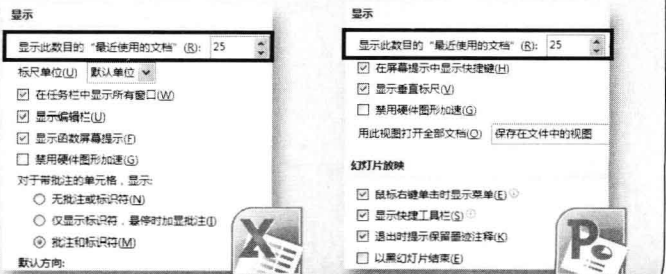 显示
显示此数目的“最近使用的文档”(R): 25
标尺单位(U) 默认单位
在任务栏中显示所有窗口(W)
显示编辑栏(U)
显示函数屏幕提示(F)
禁用硬件图形加速(G)
对于带批注的单元格，显示:
无批注或标识符(N)
仅显示标识符，悬停时加显批注(I)
批注和标识符(M)
默认方向:
X
显示
显示此数目的“最近使用的文档”(R): 25
在屏幕提示中显示快捷键(H)
显示垂直标尺(V)
禁用硬件图形加速(G)
用此视图打开全部文档(O) 保存在文件中的视图
幻灯片放映
鼠标右键单击时显示菜单(E)
显示快捷工具栏(S)
退出时提示保留墨迹注释(K)
以黑幻灯片结束(E)
P